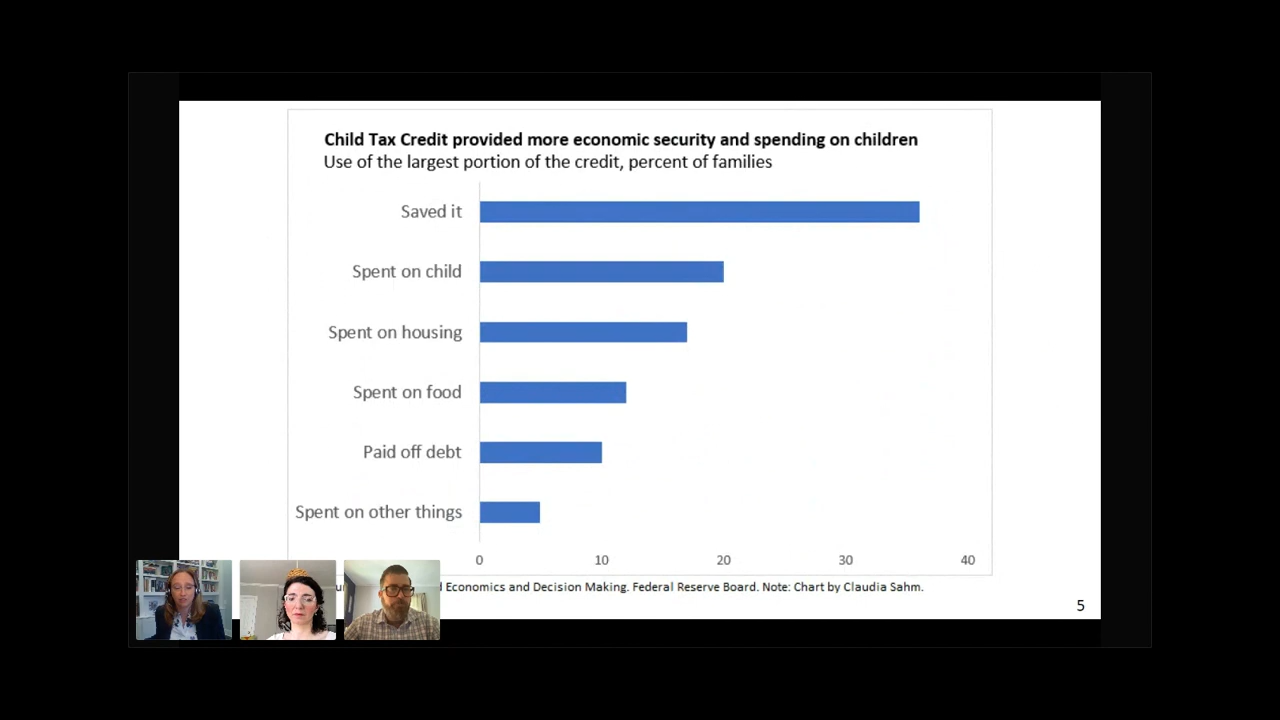 Child Tax Credit provided more economic security and spending on children
Use of the largest portion of the credit, percent of families
Saved it
Spent on child
Spent on housing
Spent on food
Paid off debt
Spent on other things
0 10 20 30 40
Economics and Decision Making. Federal Reserve Board. Note: Chart by Claudia Sahm.
5